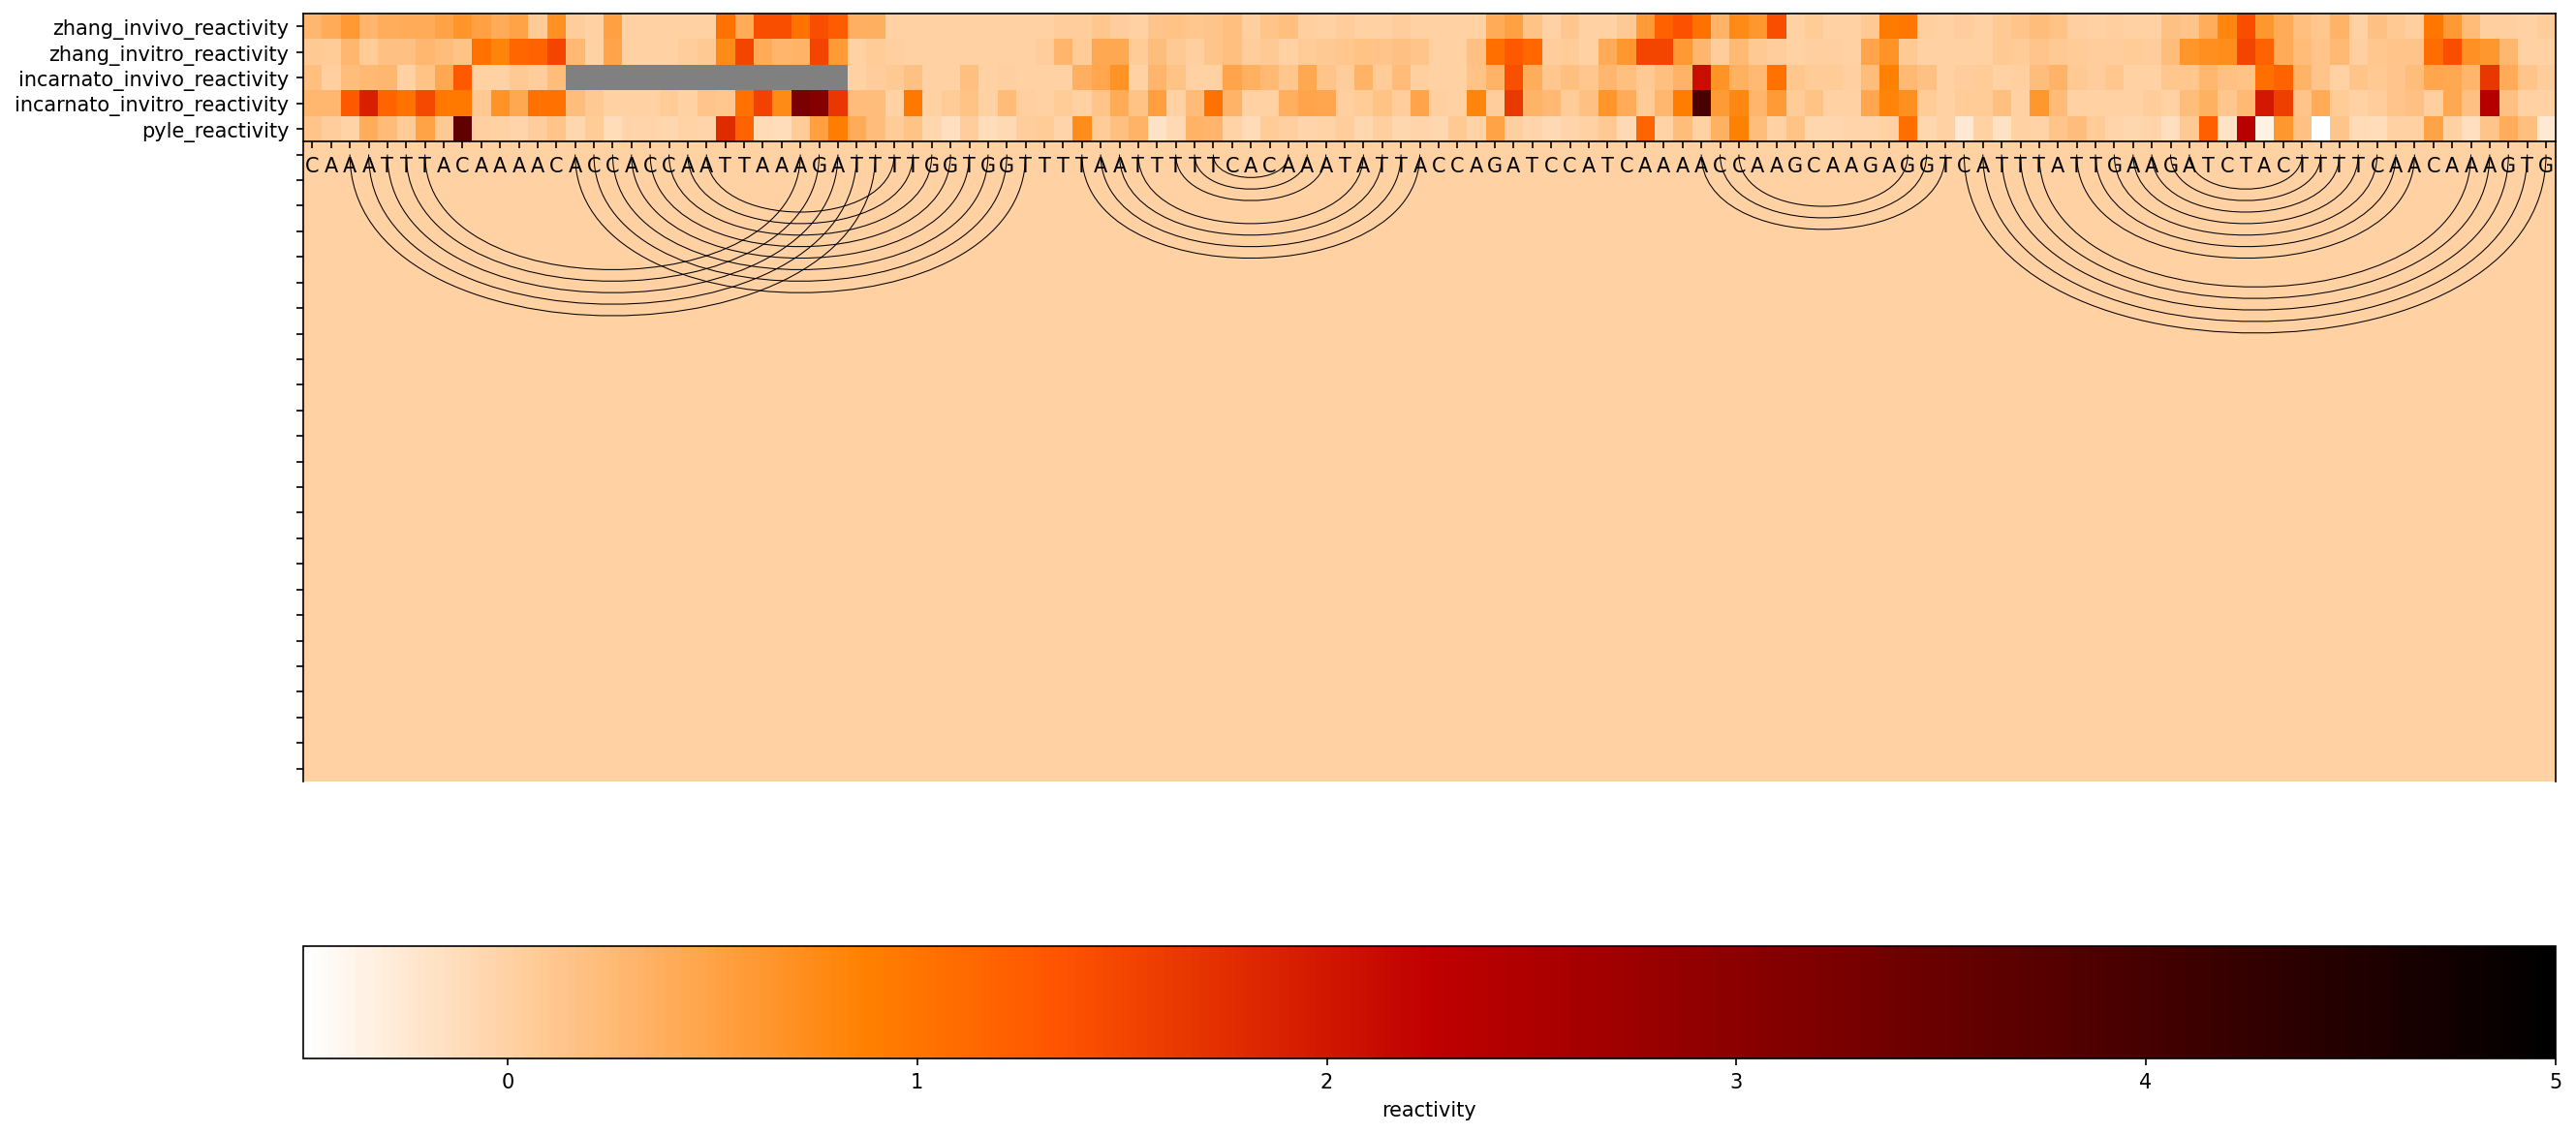 zhang_invivo_reactivity
zhang_invitro_reactivity
incarnato_invivo_reactivity
incarnato_invitro_reactivity
pyle_reactivity
CAAATTTACAAAACACCACCAATTAAAGATTTTGGTGGTTTTAATTTTTCACAAATATTACCAGATCCATCAAAACCAAGCAAGAGGTCATTTATTGAAGATCTACTTTTCAACAAAGTG
0 1 2 3 4 5
reactivity